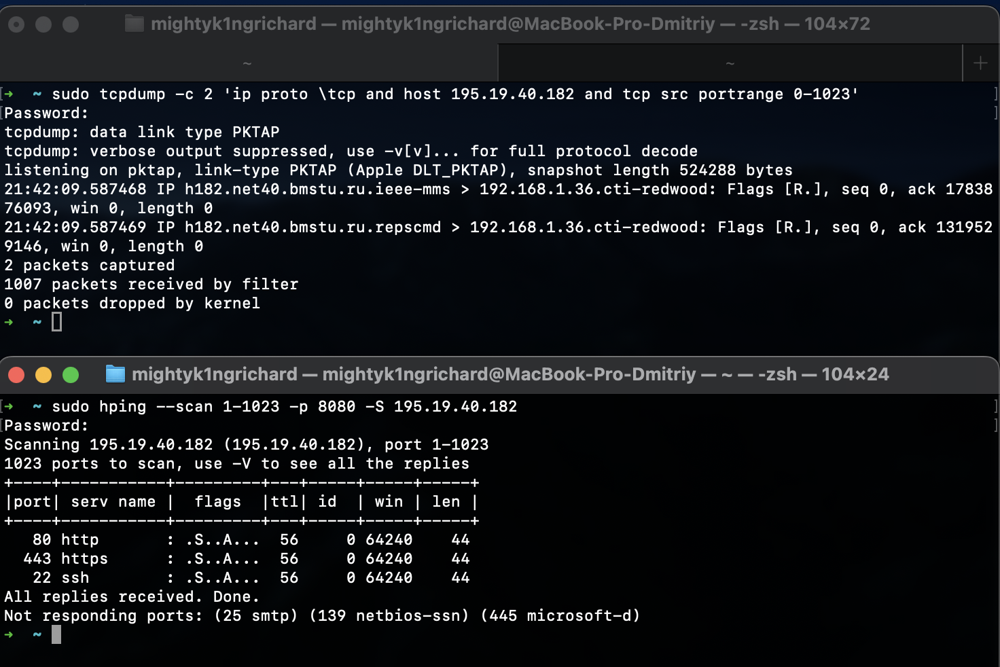 mightyk1ngrichard — mightyk1ngrichard@MacBook-Pro-Dmitriy — -zsh — 104×72
~ ~ +
[➜  ~ sudo tcpdump -c 2 'ip proto \tcp and host 195.19.40.182 and tcp src portrange 0-1023' ]
[Password: ]
tcpdump: data link type PKTAP
tcpdump: verbose output suppressed, use -v[v]... for full protocol decode
listening on pktap, link-type PKTAP (Apple DLT_PKTAP), snapshot length 524288 bytes
21:42:09.587468 IP h182.net40.bmstu.ru.ieee-mms > 192.168.1.36.cti-redwood: Flags [R.], seq 0, ack 17838
76093, win 0, length 0
21:42:09.587469 IP h182.net40.bmstu.ru.repscmd > 192.168.1.36.cti-redwood: Flags [R.], seq 0, ack 131952
9146, win 0, length 0
2 packets captured
1007 packets received by filter
0 packets dropped by kernel
➜  ~
mightyk1ngrichard — mightyk1ngrichard@MacBook-Pro-Dmitriy — ~ — -zsh — 104×24
[➜  ~ sudo hping --scan 1-1023 -p 8080 -S 195.19.40.182 ]
[Password: ]
Scanning 195.19.40.182 (195.19.40.182), port 1-1023
1023 ports to scan, use -V to see all the replies
+----+-----------+---------+---+-----+-----+-----+
|port| serv name |  flags  |ttl| id  | win | len |
+----+-----------+---------+---+-----+-----+-----+
   80 http       : .S..A...  56     0 64240    44
  443 https      : .S..A...  56     0 64240    44
   22 ssh        : .S..A...  56     0 64240    44
All replies received. Done.
Not responding ports: (25 smtp) (139 netbios-ssn) (445 microsoft-d)
➜  ~